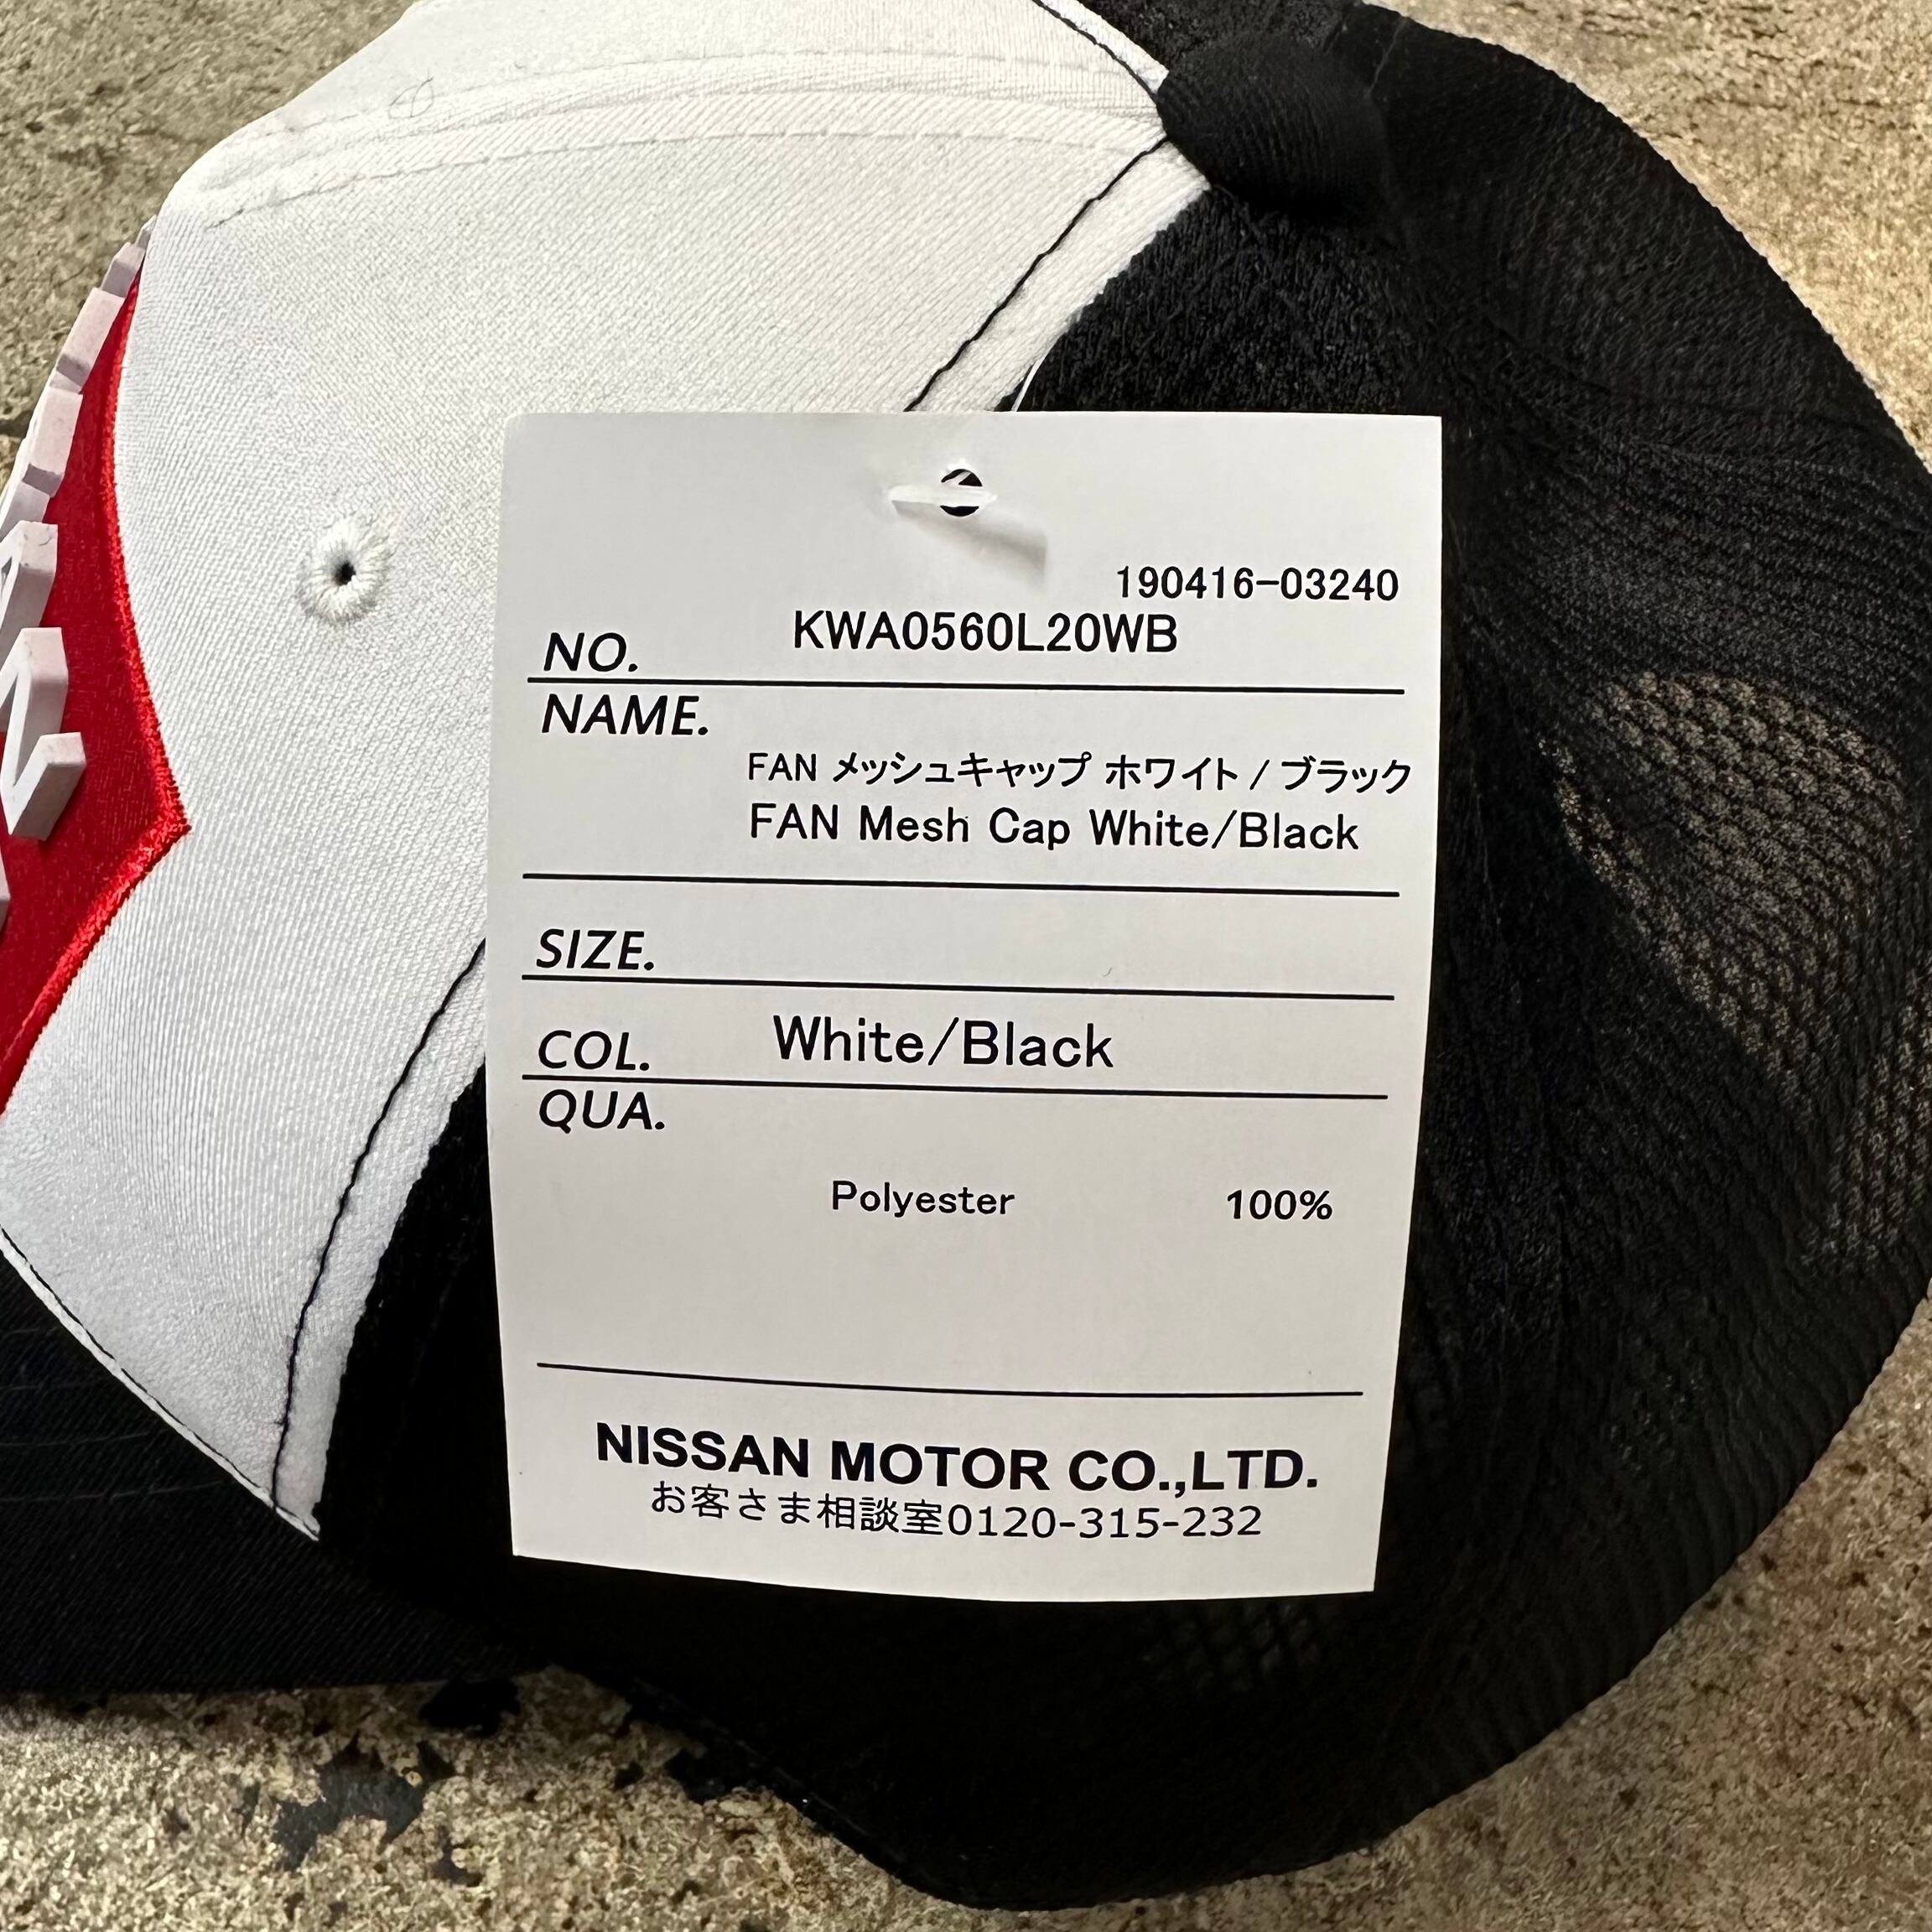 190416-03240
NO. KWA0560L20WB
NAME.
FAN メッシュキャップ ホワイト / ブラック
FAN Mesh Cap White/Black
SIZE.
COL. White/Black
QUA.
Polyester 100%
NISSAN MOTOR CO.,LTD.
お客さま相談室0120-315-232